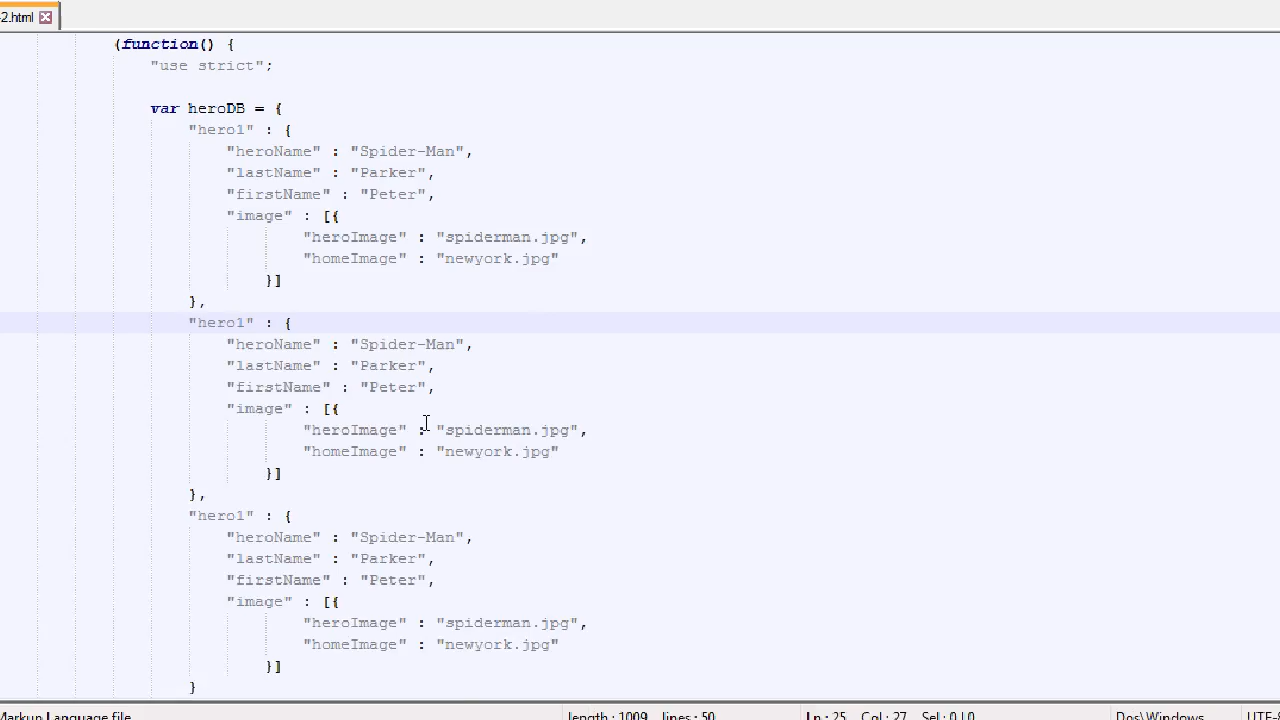 -2.html
(function() {
"use strict";
var heroDB = {
"hero1" : {
"heroName" : "Spider-Man",
"lastName" : "Parker",
"firstName" : "Peter",
"image" : [{
"heroImage" : "spiderman.jpg",
"homeImage" : "newyork.jpg"
}]
},
"hero1" : {
"heroName" : "Spider-Man",
"lastName" : "Parker",
"firstName" : "Peter",
"image" : [{
"heroImage" : "spiderman.jpg",
"homeImage" : "newyork.jpg"
}]
},
"hero1" : {
"heroName" : "Spider-Man",
"lastName" : "Parker",
"firstName" : "Peter",
"image" : [{
"heroImage" : "spiderman.jpg",
"homeImage" : "newyork.jpg"
}]
}
Markup Language file length : 1009 lines : 50 Ln : 25 Col : 27 Sel : 0 | 0 Dos\Windows UTF-8